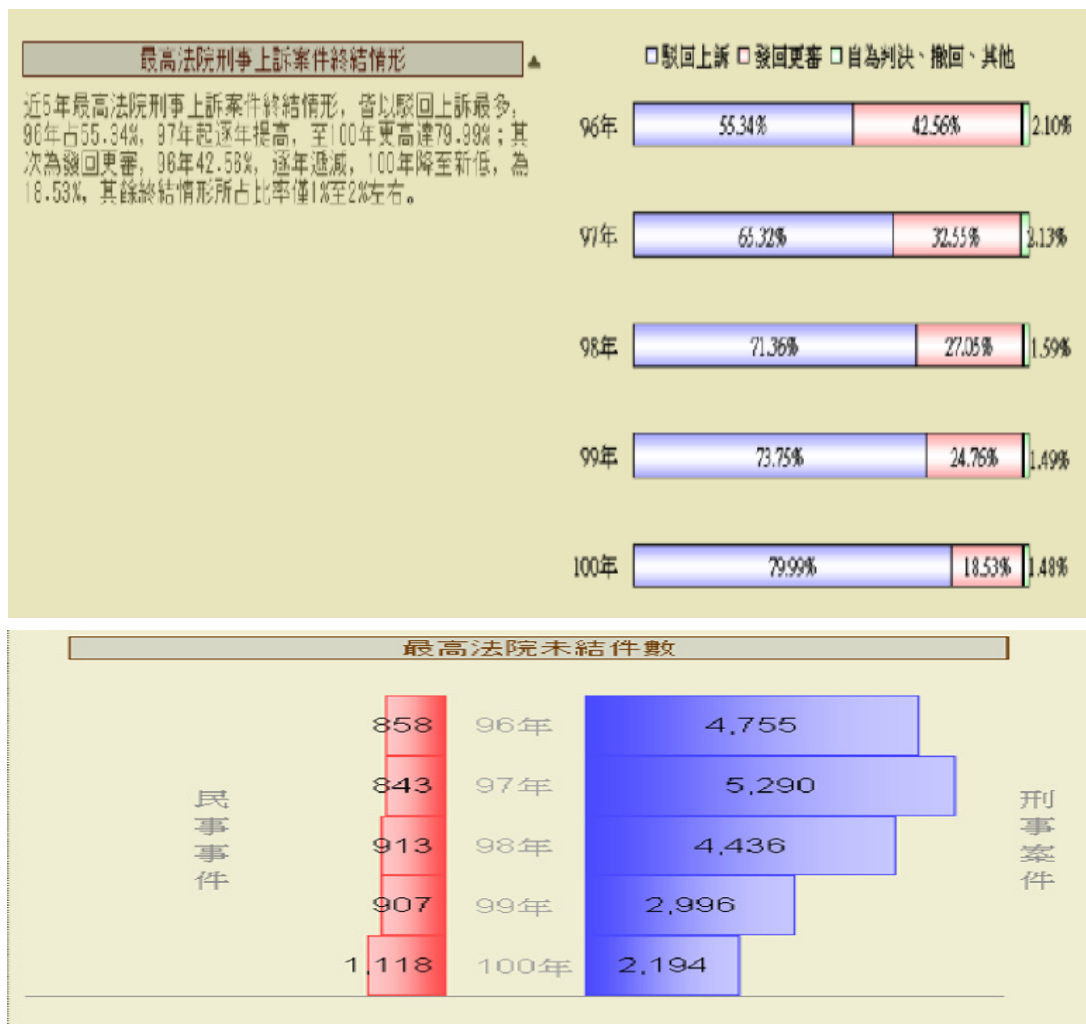 最高法院刑事上訴案件終結情形
近5年最高法院刑事上訴案件終結情形，皆以駁回上訴最多，
96年占55.34%，97年起逐年提高，至100年更高達79.99%；其
次為發回更審，96年42.56%，逐年遞減，100年降至新低，為
18.53%，其餘終結情形所占比率僅1%至2%左右。
駁回上訴 發回更審 自為判決、撤回、其他
96年 55.34% 42.56% 2.10%
97年 65.32% 32.55% 2.13%
98年 71.36% 27.05% 1.59%
99年 73.75% 24.76% 1.49%
100年 79.99% 18.53% 1.48%
最高法院未結件數
民事事件
858 96年 4,755
843 97年 5,290
913 98年 4,436
907 99年 2,996
1,118 100年 2,194
刑事案件